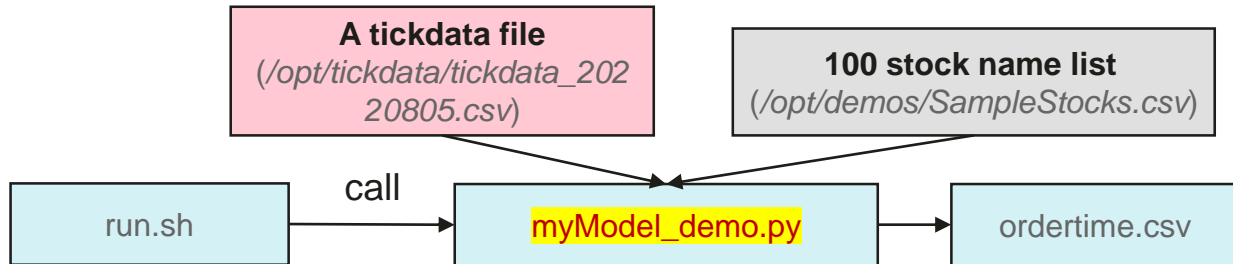 A tickdata file
(/opt/tickdata/tickdata_202
20805.csv)
100 stock name list
(/opt/demos/SampleStocks.csv)
run.sh
call
myModel_demo.py
ordertime.csv